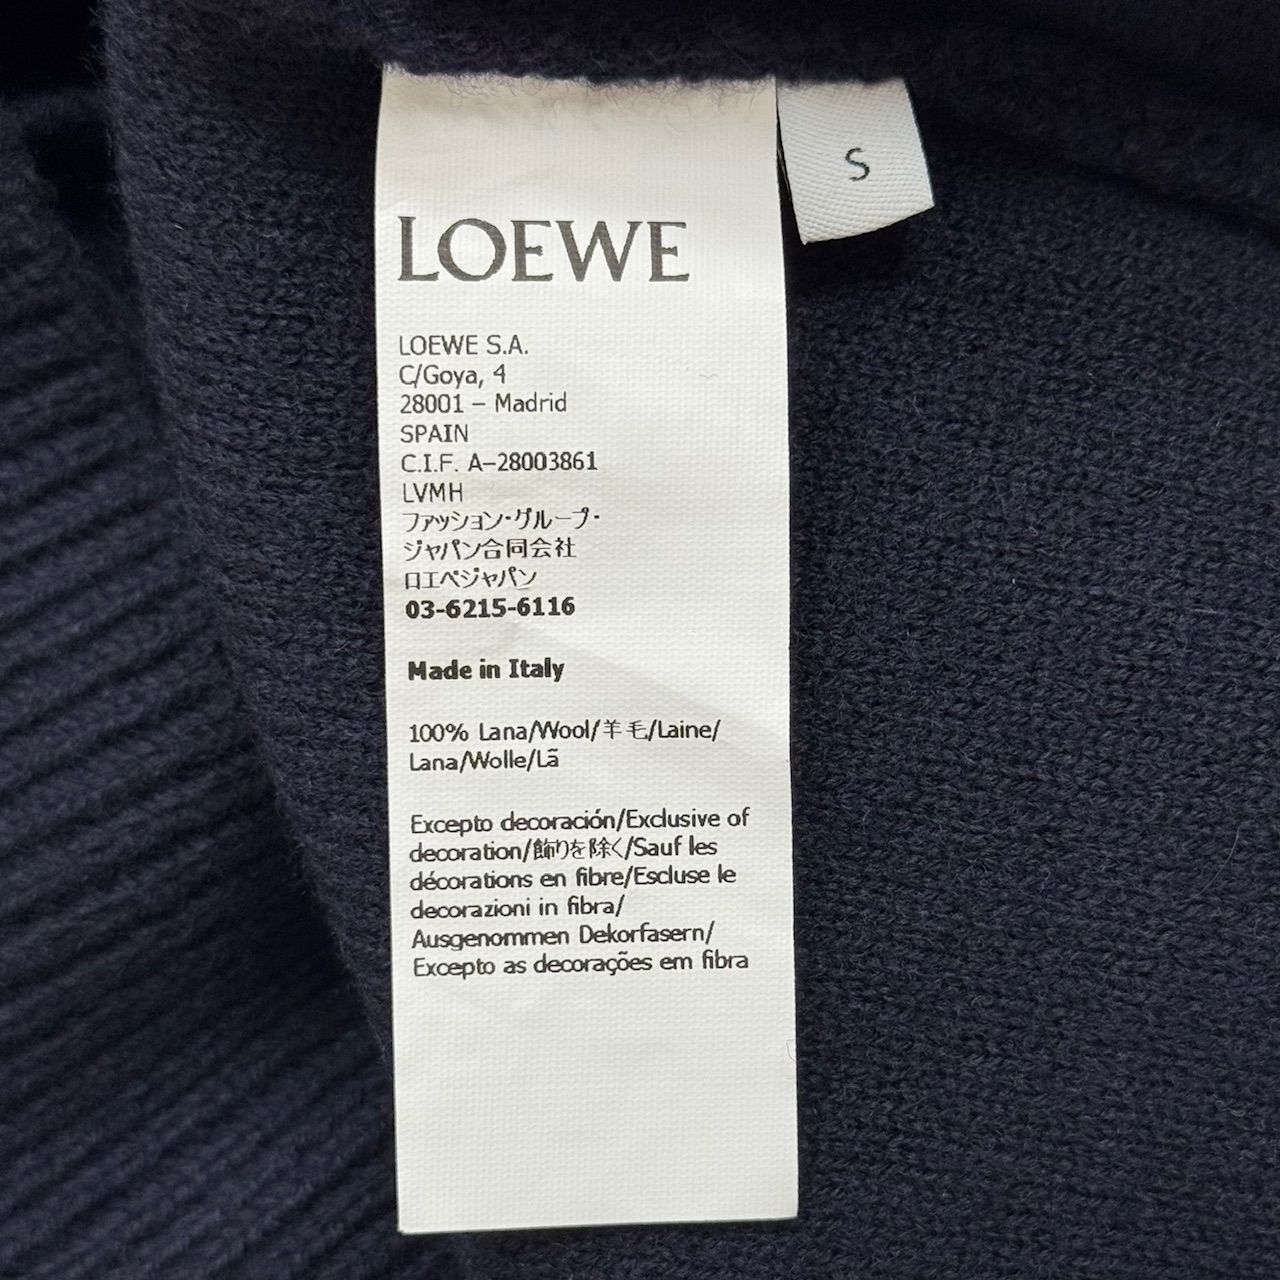 S
LOEWE
LOEWE S.A.
C/Goya, 4
28001 – Madrid
SPAIN
C.I.F. A–28003861
LVMH
ファッション・グループ・
ジャパン合同会社
ロエベジャパン
03-6215-6116
Made in Italy
100% Lana/Wool/羊毛/Laine/
Lana/Wolle/Lã
Excepto decoración/Exclusive of
decoration/飾りを除く/Sauf les
décorations en fibre/Escluse le
decorazioni in fibra/
Ausgenommen Dekorfasern/
Excepto as decorações em fibra